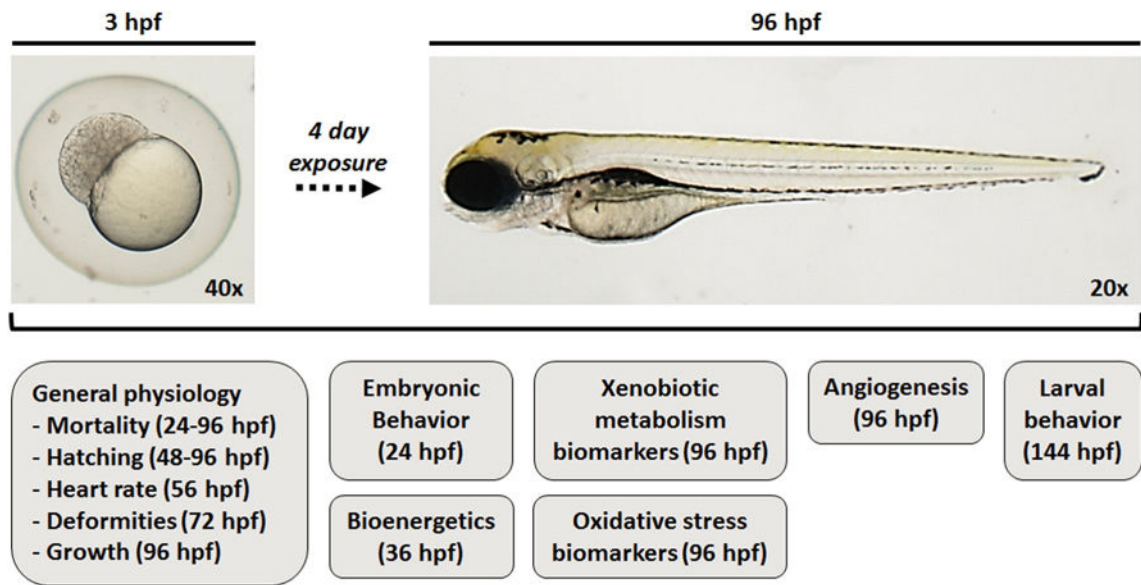 3 hpf
96 hpf
4 day
exposure
40x
20x
General physiology
- Mortality (24-96 hpf)
- Hatching (48-96 hpf)
- Heart rate (56 hpf)
- Deformities (72 hpf)
- Growth (96 hpf)
Embryonic
Behavior
(24 hpf)
Bioenergetics
(36 hpf)
Xenobiotic
metabolism
biomarkers (96 hpf)
Oxidative stress
biomarkers (96 hpf)
Angiogenesis
(96 hpf)
Larval
behavior
(144 hpf)